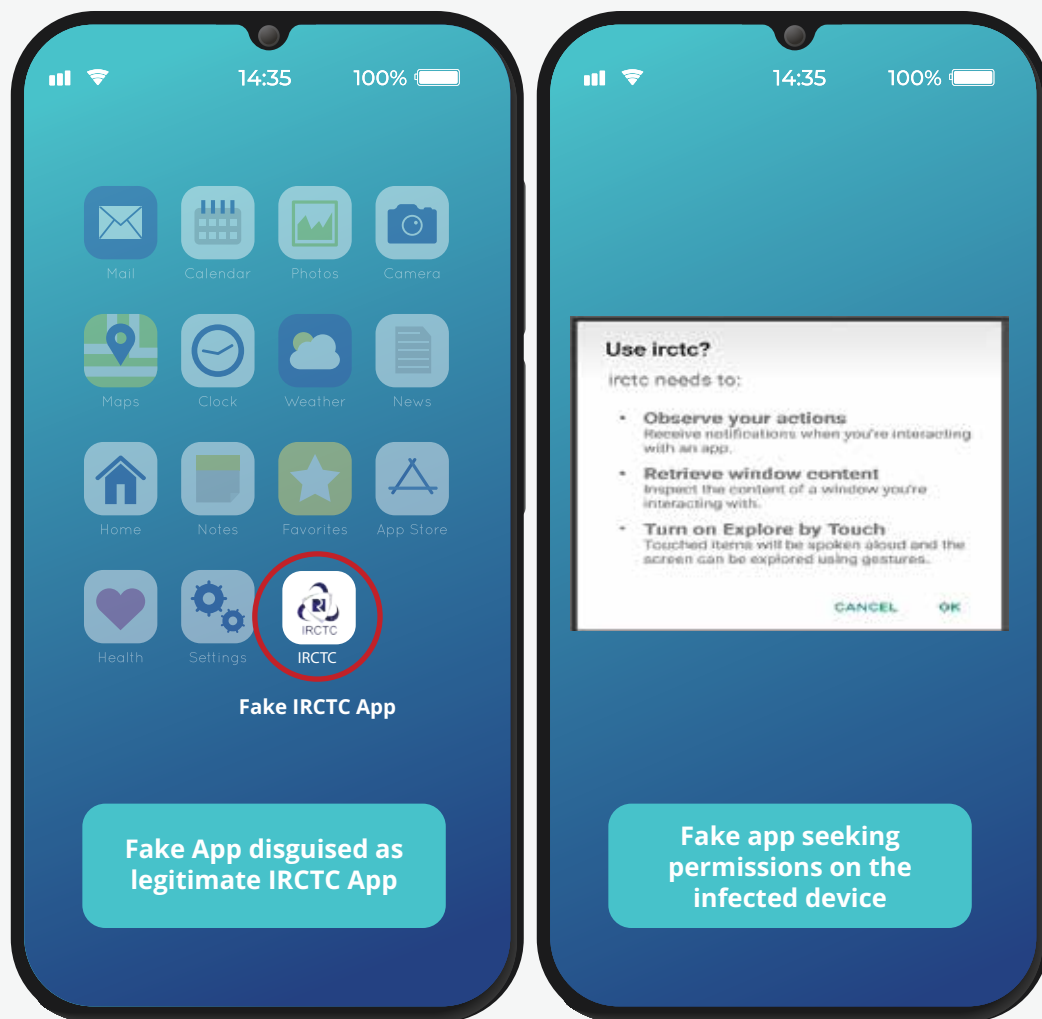 14:35 100%
Mail Calendar Photos Camera
Maps Clock Weather News
Home Notes Favorites App Store
IRCTC
Health Settings IRCTC
Fake IRCTC App
Fake App disguised as
legitimate IRCTC App
14:35 100%
Use irctc?
irctc needs to:
• Observe your actions
Receive notifications when you're interacting
with an app.
• Retrieve window content
Inspect the content of a window you're
interacting with.
• Turn on Explore by Touch
Touched items will be spoken aloud and the
screen can be explored using gestures.
CANCEL OK
Fake app seeking
permissions on the
infected device